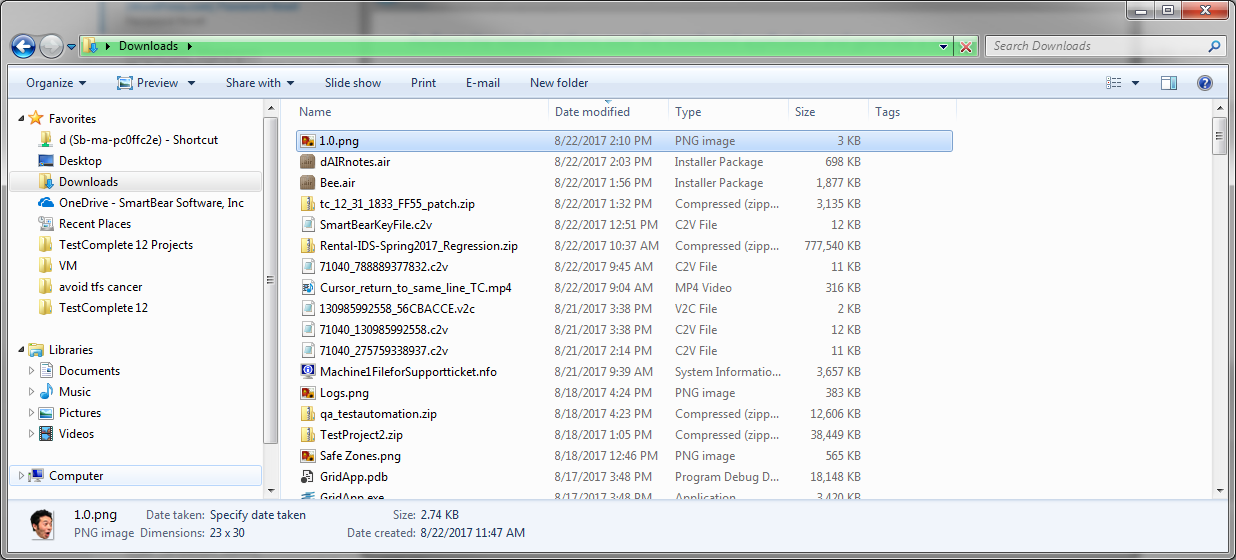 Downloads
Search Downloads
Organize Preview Share with Slide show Print E-mail New folder
Name Date modified Type Size Tags
Favorites
d (Sb-ma-pc0ffc2e) - Shortcut
Desktop
Downloads
OneDrive - SmartBear Software, Inc
Recent Places
TestComplete 12 Projects
VM
avoid tfs cancer
TestComplete 12
Libraries
Documents
Music
Pictures
Videos
Computer
1.0.png 8/22/2017 2:10 PM PNG image 3 KB
dAIRnotes.air 8/22/2017 2:03 PM Installer Package 698 KB
Bee.air 8/22/2017 1:56 PM Installer Package 1,877 KB
tc_12_31_1833_FF55_patch.zip 8/22/2017 1:32 PM Compressed (zipp... 3,135 KB
SmartBearKeyFile.c2v 8/22/2017 12:51 PM C2V File 12 KB
Rental-IDS-Spring2017_Regression.zip 8/22/2017 10:37 AM Compressed (zipp... 777,540 KB
71040_788889377832.c2v 8/22/2017 9:45 AM C2V File 11 KB
Cursor_return_to_same_line_TC.mp4 8/22/2017 9:04 AM MP4 Video 316 KB
130985992558_56CBACCE.v2c 8/21/2017 3:38 PM V2C File 2 KB
71040_130985992558.c2v 8/21/2017 3:38 PM C2V File 12 KB
71040_275759338937.c2v 8/21/2017 2:14 PM C2V File 11 KB
Machine1FileforSupportticket.nfo 8/21/2017 9:39 AM System Informatio... 3,657 KB
Logs.png 8/18/2017 4:24 PM PNG image 383 KB
qa_testautomation.zip 8/18/2017 4:23 PM Compressed (zipp... 12,606 KB
TestProject2.zip 8/18/2017 1:05 PM Compressed (zipp... 38,449 KB
Safe Zones.png 8/18/2017 12:46 PM PNG image 565 KB
GridApp.pdb 8/17/2017 3:48 PM Program Debug D... 18,148 KB
GridApp.exe 8/17/2017 3:48 PM Application 3,420 KB
1.0.png Date taken: Specify date taken Size: 2.74 KB
PNG image Dimensions: 23 x 30 Date created: 8/22/2017 11:47 AM